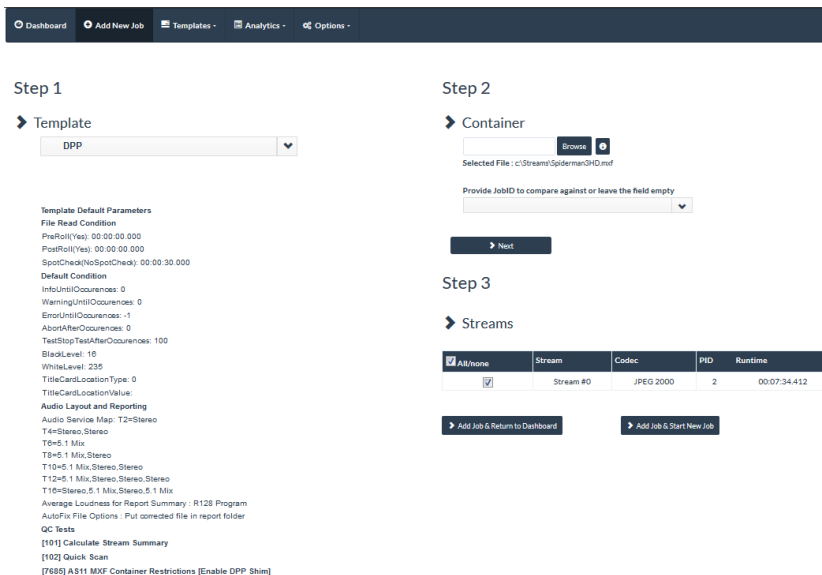 Dashboard Add New Job Templates Analytics Options
Step 1
Template
DPP
Template Default Parameters
File Read Condition
PreRoll(Yes): 00:00:00.000
PostRoll(Yes): 00:00:00.000
SpotCheck(NoSpotCheck): 00:00:30.000
Default Condition
InfoUntilOccurences: 0
WarningUntilOccurences: 0
ErrorUntilOccurences: -1
AbortAfterOccurences: 0
TestStopTestAfterOccurences: 100
BlackLevel: 16
WhiteLevel: 235
TitleCardLocationType: 0
TitleCardLocationValue:
Audio Layout and Reporting
Audio Service Map: T2=Stereo
T4=Stereo,Stereo
T6=5.1 Mix
T8=5.1 Mix,Stereo
T10=5.1 Mix,Stereo,Stereo
T12=5.1 Mix,Stereo,Stereo,Stereo
T16=Stereo,5.1 Mix,Stereo,5.1 Mix
Average Loudness for Report Summary : R128 Program
AutoFix File Options : Put corrected file in report folder
QC Tests
[101] Calculate Stream Summary
[102] Quick Scan
[7685] AS11 MXF Container Restrictions [Enable DPP Shim]
Step 2
Container
Browse
Selected File : c:\Streams\Spiderman3HD.mxf
Provide JobID to compare against or leave the field empty
Next
Step 3
Streams
All/none Stream Codec PID Runtime
Stream #0 JPEG 2000 2 00:07:34.412
Add Job & Return to Dashboard Add Job & Start New Job